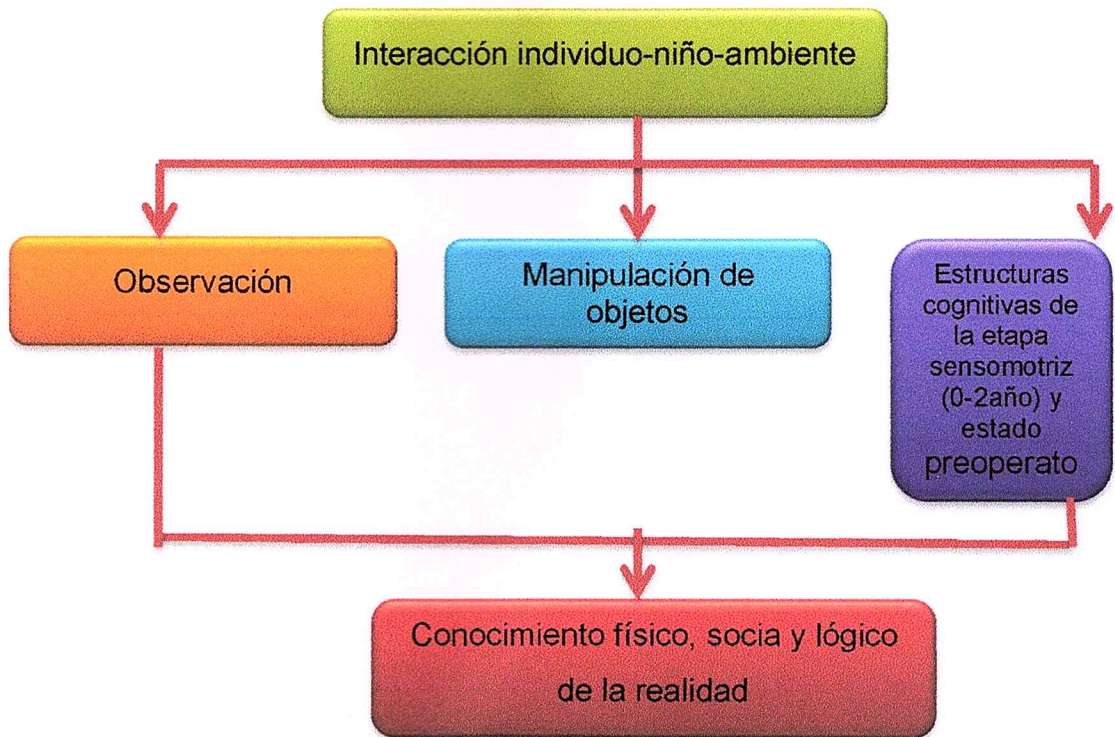 Interacción individuo-niño-ambiente
Observación
Manipulación de
objetos
Estructuras
cognitivas de
la etapa
sensomotriz
(0-2año) y
estado
preoperato
Conocimiento físico, socia y lógico
de la realidad